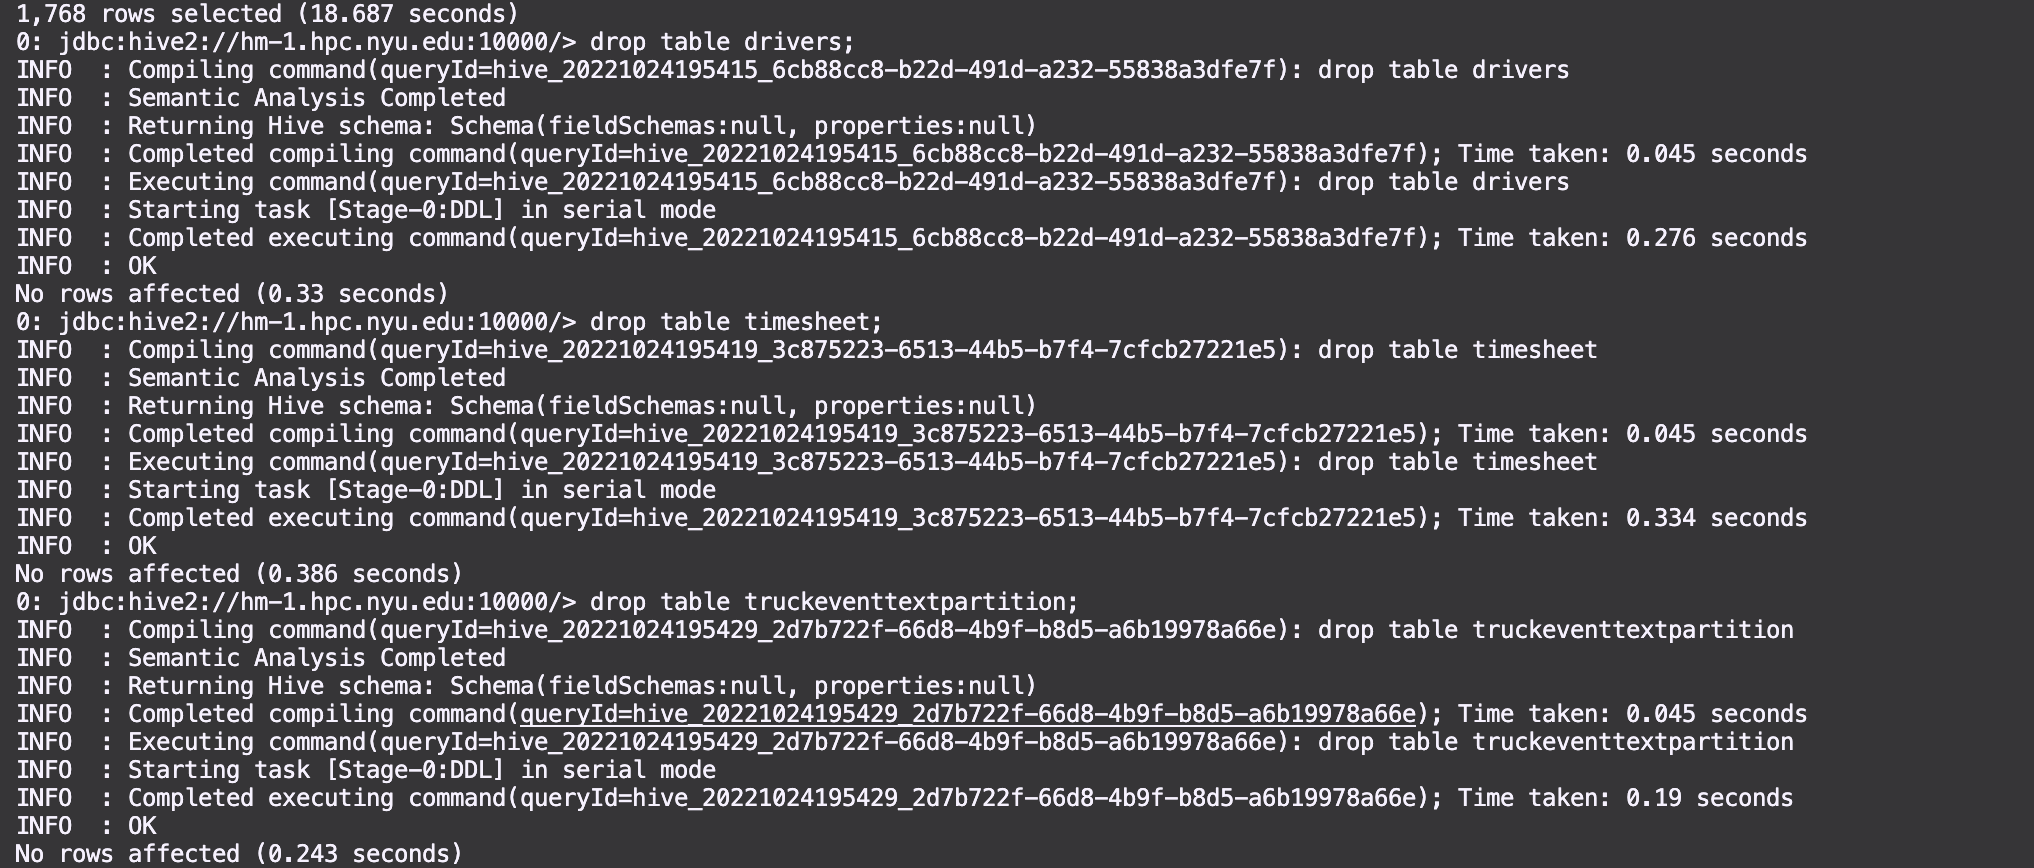 1,768 rows selected (18.687 seconds)
0: jdbc:hive2://hm-1.hpc.nyu.edu:10000/> drop table drivers;
INFO  : Compiling command(queryId=hive_20221024195415_6cb88cc8-b22d-491d-a232-55838a3dfe7f): drop table drivers
INFO  : Semantic Analysis Completed
INFO  : Returning Hive schema: Schema(fieldSchemas:null, properties:null)
INFO  : Completed compiling command(queryId=hive_20221024195415_6cb88cc8-b22d-491d-a232-55838a3dfe7f); Time taken: 0.045 seconds
INFO  : Executing command(queryId=hive_20221024195415_6cb88cc8-b22d-491d-a232-55838a3dfe7f): drop table drivers
INFO  : Starting task [Stage-0:DDL] in serial mode
INFO  : Completed executing command(queryId=hive_20221024195415_6cb88cc8-b22d-491d-a232-55838a3dfe7f); Time taken: 0.276 seconds
INFO  : OK
No rows affected (0.33 seconds)
0: jdbc:hive2://hm-1.hpc.nyu.edu:10000/> drop table timesheet;
INFO  : Compiling command(queryId=hive_20221024195419_3c875223-6513-44b5-b7f4-7cfcb27221e5): drop table timesheet
INFO  : Semantic Analysis Completed
INFO  : Returning Hive schema: Schema(fieldSchemas:null, properties:null)
INFO  : Completed compiling command(queryId=hive_20221024195419_3c875223-6513-44b5-b7f4-7cfcb27221e5); Time taken: 0.045 seconds
INFO  : Executing command(queryId=hive_20221024195419_3c875223-6513-44b5-b7f4-7cfcb27221e5): drop table timesheet
INFO  : Starting task [Stage-0:DDL] in serial mode
INFO  : Completed executing command(queryId=hive_20221024195419_3c875223-6513-44b5-b7f4-7cfcb27221e5); Time taken: 0.334 seconds
INFO  : OK
No rows affected (0.386 seconds)
0: jdbc:hive2://hm-1.hpc.nyu.edu:10000/> drop table truckeventtextpartition;
INFO  : Compiling command(queryId=hive_20221024195429_2d7b722f-66d8-4b9f-b8d5-a6b19978a66e): drop table truckeventtextpartition
INFO  : Semantic Analysis Completed
INFO  : Returning Hive schema: Schema(fieldSchemas:null, properties:null)
INFO  : Completed compiling command(queryId=hive_20221024195429_2d7b722f-66d8-4b9f-b8d5-a6b19978a66e); Time taken: 0.045 seconds
INFO  : Executing command(queryId=hive_20221024195429_2d7b722f-66d8-4b9f-b8d5-a6b19978a66e): drop table truckeventtextpartition
INFO  : Starting task [Stage-0:DDL] in serial mode
INFO  : Completed executing command(queryId=hive_20221024195429_2d7b722f-66d8-4b9f-b8d5-a6b19978a66e); Time taken: 0.19 seconds
INFO  : OK
No rows affected (0.243 seconds)